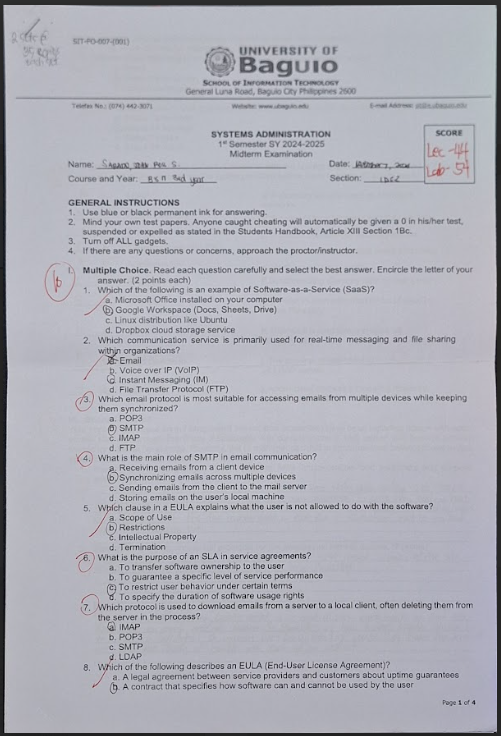 SIT-FO-007-(001)
UNIVERSITY OF
Baguio
SCHOOL OF INFORMATION TECHNOLOGY
General Luna Road, Baguio City Philippines 2600
Telefax No.: (074) 442-3071 Website: www.ubaguio.edu E-mail Address:
SYSTEMS ADMINISTRATION
1st Semester SY 2024-2025
Midterm Examination
SCORE
Lec - 44
Lab - 54
Name: Date:
Course and Year: Section:
GENERAL INSTRUCTIONS
1. Use blue or black permanent ink for answering.
2. Mind your own test papers. Anyone caught cheating will automatically be given a 0 in his/her test,
suspended or expelled as stated in the Students Handbook, Article XIII Section 1Bc.
3. Turn off ALL gadgets.
4. If there are any questions or concerns, approach the proctor/instructor.
I. Multiple Choice. Read each question carefully and select the best answer. Encircle the letter of your
answer. (2 points each)
1. Which of the following is an example of Software-as-a-Service (SaaS)?
a. Microsoft Office installed on your computer
b. Google Workspace (Docs, Sheets, Drive)
c. Linux distribution like Ubuntu
d. Dropbox cloud storage service
2. Which communication service is primarily used for real-time messaging and file sharing
within organizations?
a. Email
b. Voice over IP (VoIP)
c. Instant Messaging (IM)
d. File Transfer Protocol (FTP)
3. Which email protocol is most suitable for accessing emails from multiple devices while keeping
them synchronized?
a. POP3
b. SMTP
c. IMAP
d. FTP
4. What is the main role of SMTP in email communication?
a. Receiving emails from a client device
b. Synchronizing emails across multiple devices
c. Sending emails from the client to the mail server
d. Storing emails on the user's local machine
5. Which clause in a EULA explains what the user is not allowed to do with the software?
a. Scope of Use
b. Restrictions
c. Intellectual Property
d. Termination
6. What is the purpose of an SLA in service agreements?
a. To transfer software ownership to the user
b. To guarantee a specific level of service performance
c. To restrict user behavior under certain terms
d. To specify the duration of software usage rights
7. Which protocol is used to download emails from a server to a local client, often deleting them from
the server in the process?
a. IMAP
b. POP3
c. SMTP
d. LDAP
8. Which of the following describes an EULA (End-User License Agreement)?
a. A legal agreement between service providers and customers about uptime guarantees
b. A contract that specifies how software can and cannot be used by the user
Page 1 of 4